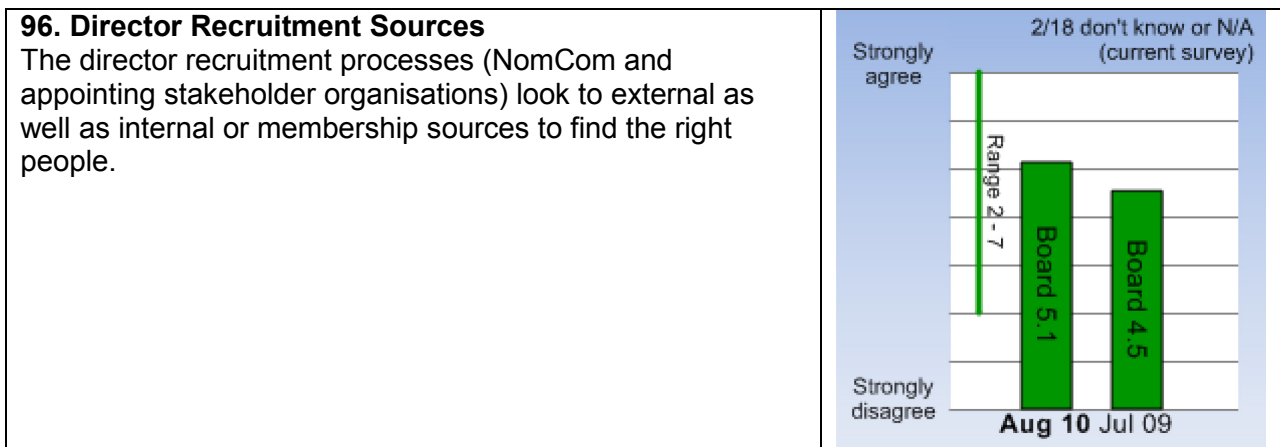 96. Director Recruitment Sources
The director recruitment processes (NomCom and
appointing stakeholder organisations) look to external as
well as internal or membership sources to find the right
people.
2/18 don't know or N/A
(current survey)
Strongly
agree
Range 2 - 7
Board 5.1
Board 4.5
Strongly
disagree
Aug 10 Jul 09